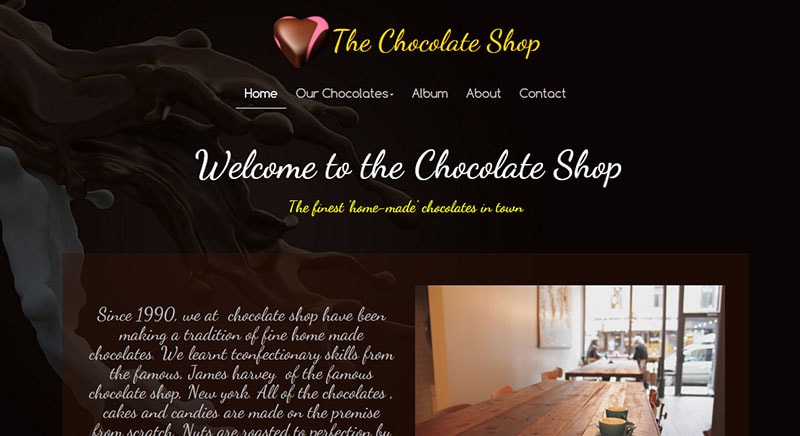 The Chocolate Shop
Home Our Chocolates Album About Contact
Welcome to the Chocolate Shop
The finest 'home-made' chocolates in town
Since 1990, we at chocolate shop have been
making a tradition of fine home made
chocolates. We learnt tconfectionary skills from
the famous, James harvey of the famous
chocolate shop, New york. All of the chocolates ,
cakes and candies are made on the premise
from scratch. Nuts are roasted to perfection by